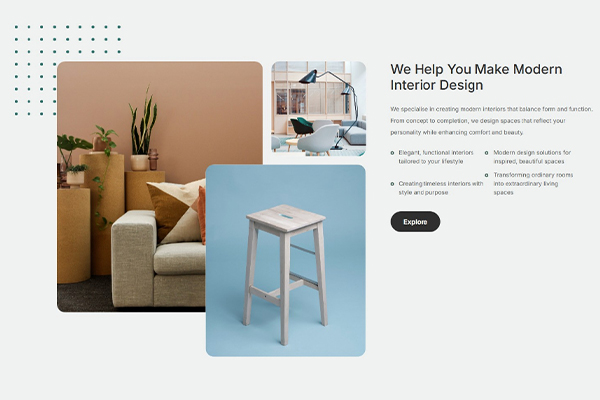 We Help You Make Modern
Interior Design
We specialise in creating modern interiors that balance form and function.
From concept to completion, we design spaces that reflect your
personality while enhancing comfort and beauty.
Elegant, functional interiors
tailored to your lifestyle
Modern design solutions for
inspired, beautiful spaces
Creating timeless interiors with
style and purpose
Transforming ordinary rooms
into extraordinary living
spaces
Explore